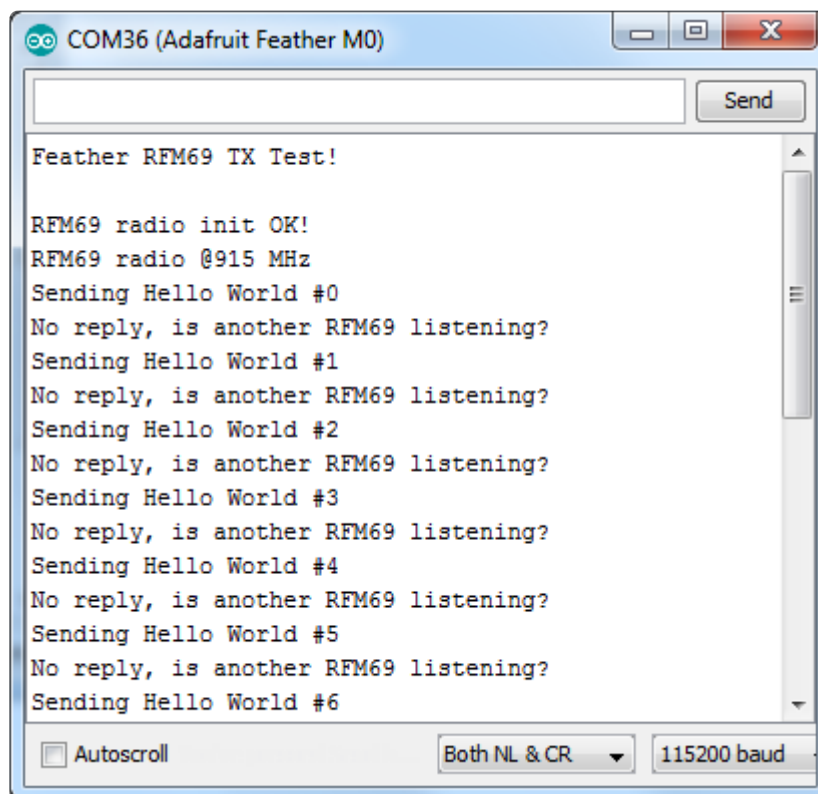 COM36 (Adafruit Feather M0)
Send
Feather RFM69 TX Test!
RFM69 radio init OK!
RFM69 radio @915 MHz
Sending Hello World #0
No reply, is another RFM69 listening?
Sending Hello World #1
No reply, is another RFM69 listening?
Sending Hello World #2
No reply, is another RFM69 listening?
Sending Hello World #3
No reply, is another RFM69 listening?
Sending Hello World #4
No reply, is another RFM69 listening?
Sending Hello World #5
No reply, is another RFM69 listening?
Sending Hello World #6
Autoscroll
Both NL & CR
115200 baud